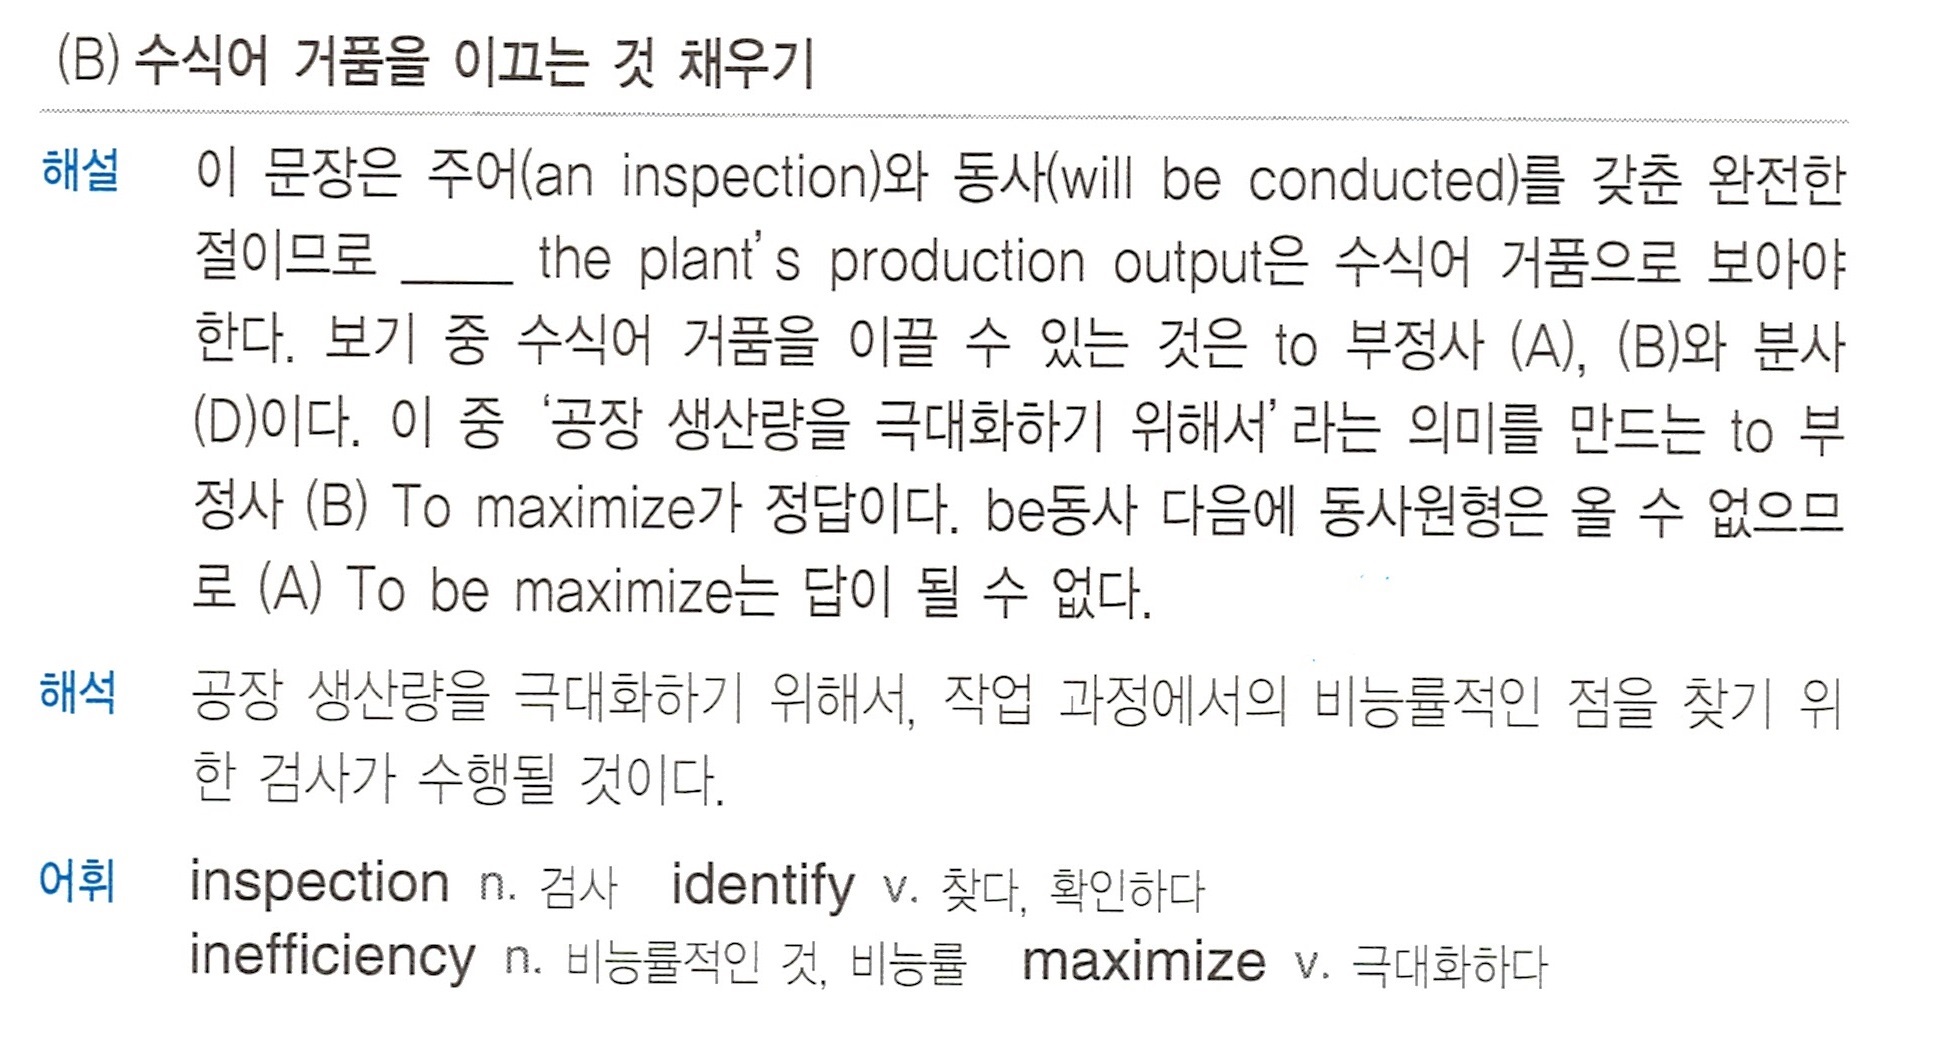 (B) 수식어 거품을 이끄는 것 채우기
해설 이 문장은 주어(an inspection)와 동사(will be conducted)를 갖춘 완전한
절이므로 ____ the plant's production output은 수식어 거품으로 보아야
한다. 보기 중 수식어 거품을 이끌 수 있는 것은 to 부정사 (A), (B)와 분사
(D)이다. 이 중 '공장 생산량을 극대화하기 위해서'라는 의미를 만드는 to 부
정사 (B) To maximize가 정답이다. be동사 다음에 동사원형은 올 수 없으므
로 (A) To be maximize는 답이 될 수 없다.
해석 공장 생산량을 극대화하기 위해서, 작업 과정에서의 비능률적인 점을 찾기 위
한 검사가 수행될 것이다.
어휘 inspection n. 검사 identify v. 찾다, 확인하다
inefficiency n. 비능률적인 것, 비능률 maximize v. 극대화하다